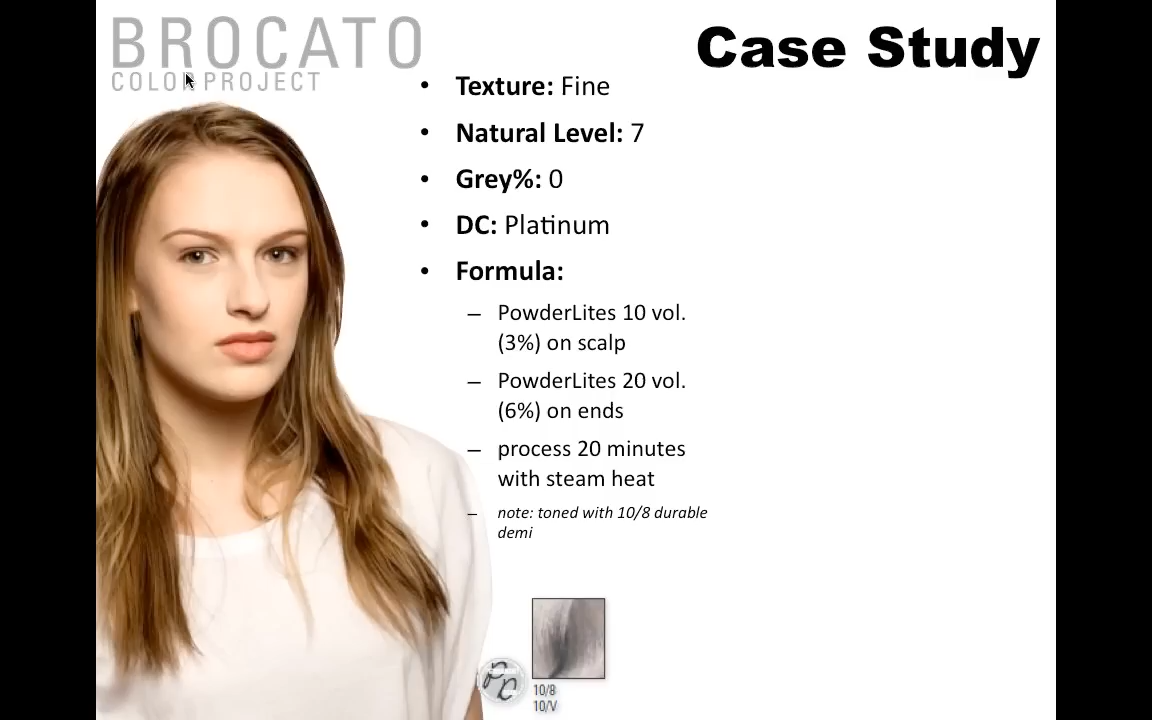 BROCATO
COLOR PROJECT
Case Study
• Texture: Fine
• Natural Level: 7
• Grey%: 0
• DC: Platinum
• Formula:
– PowderLites 10 vol.
(3%) on scalp
– PowderLites 20 vol.
(6%) on ends
– process 20 minutes
with steam heat
– note: toned with 10/8 durable
demi
10/8
10/V